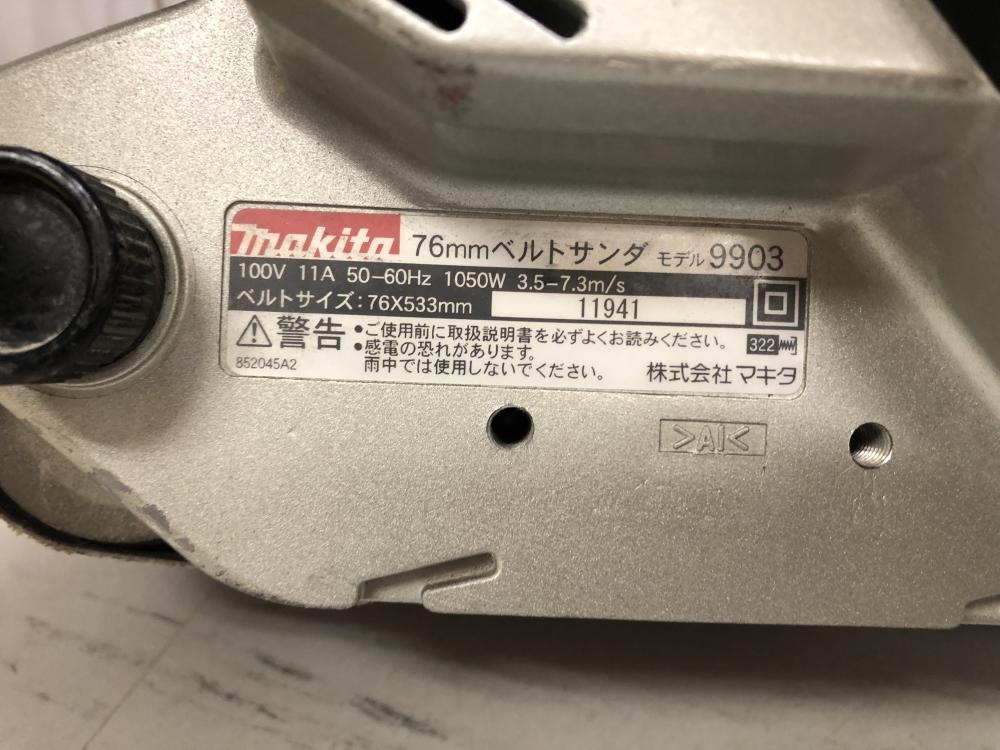 makita 76mmベルトサンダ モデル 9903
100V 11A 50-60Hz 1050W 3.5-7.3m/s
ベルトサイズ:76X533mm 11941
警告 •ご使用前に取扱説明書を必ずよくお読みください。 322
•感電の恐れがあります。
852045A2 雨中では使用しないでください。 株式会社マキタ
>AI<